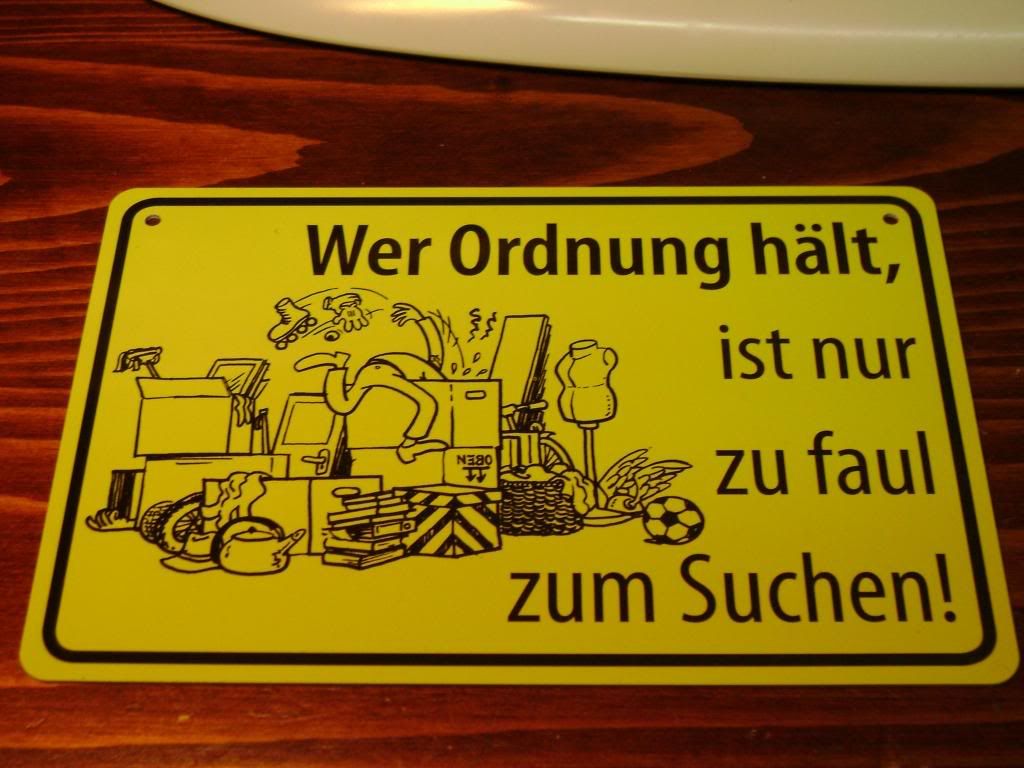 Wer Ordnung hält,
ist nur
zu faul
OBEN
zum Suchen!